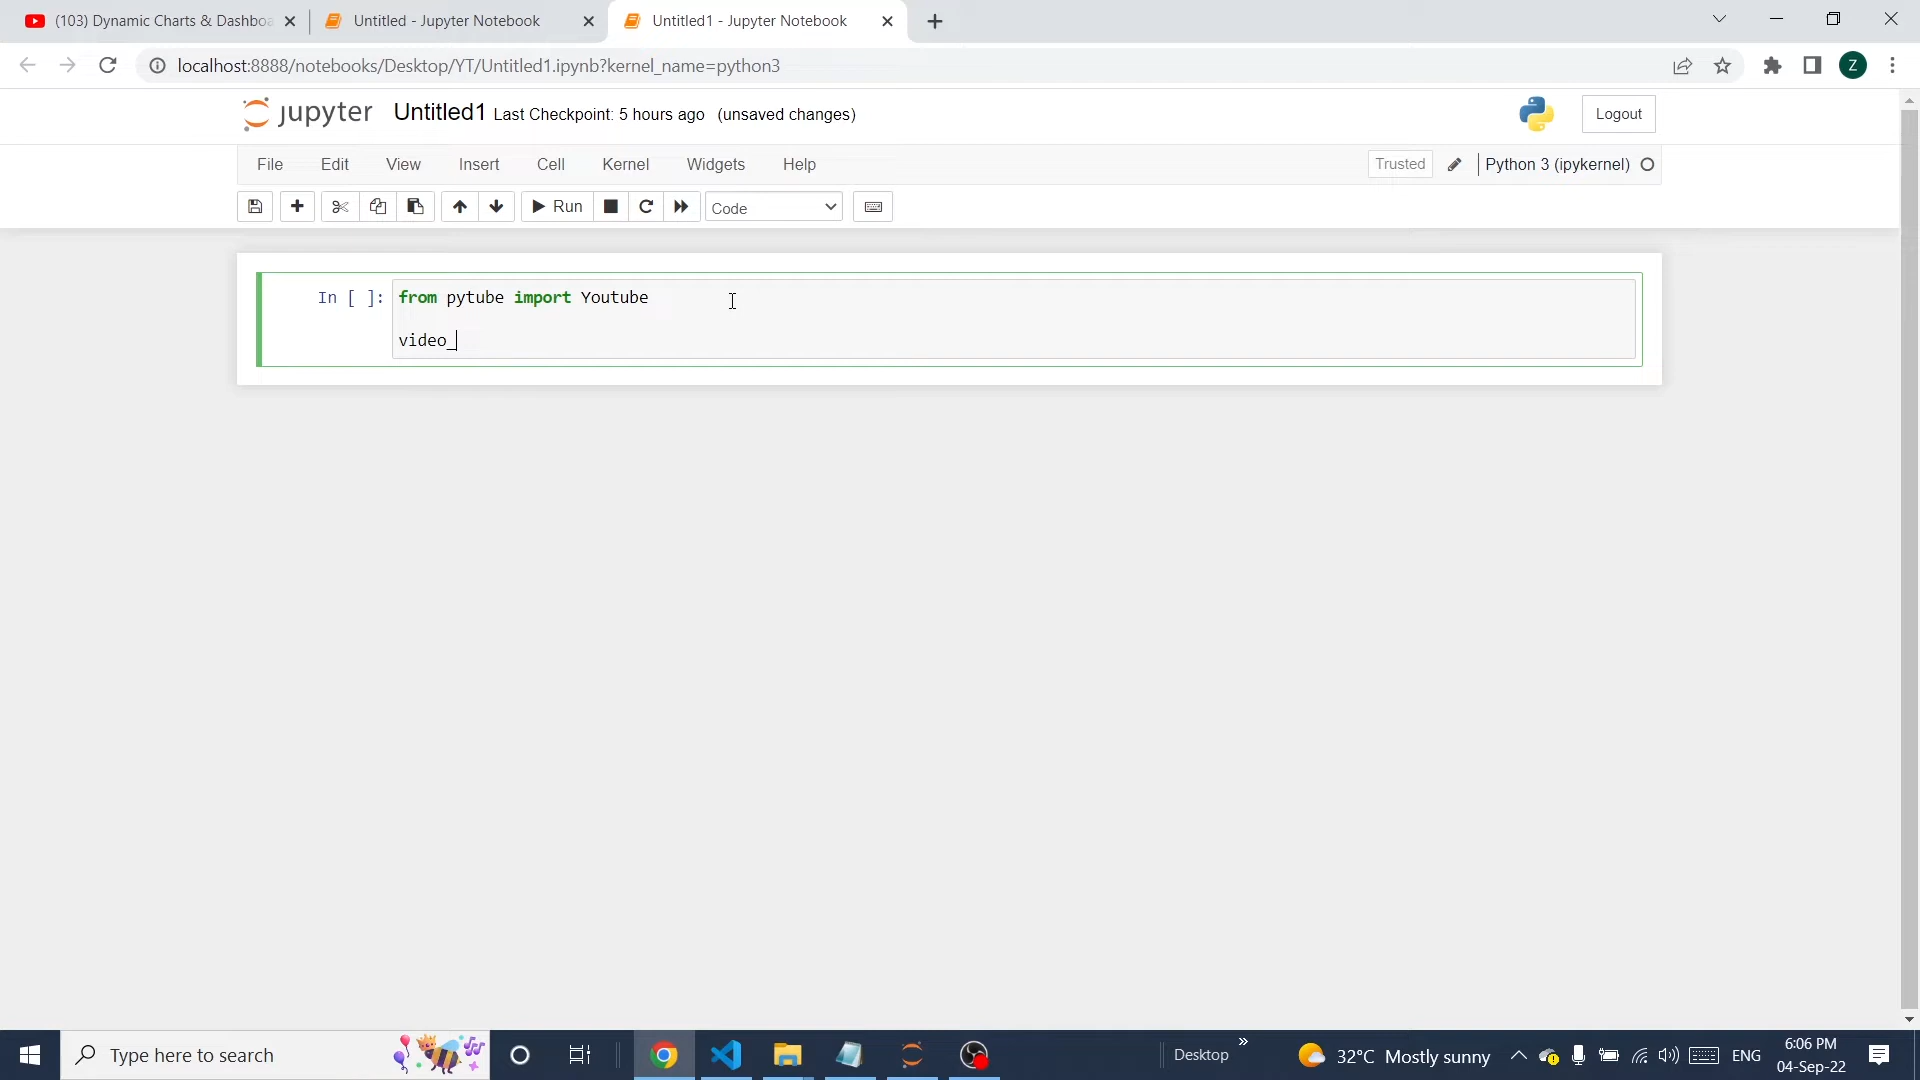 (103) Dynamic Charts & Dashboa
Untitled - Jupyter Notebook
Untitled1 - Jupyter Notebook
localhost:8888/notebooks/Desktop/YT/Untitled1.ipynb?kernel_name=python3
Z
jupyter Untitled1 Last Checkpoint: 5 hours ago (unsaved changes)
Logout
File Edit View Insert Cell Kernel Widgets Help
Trusted
Python 3 (ipykernel)
Run
Code
In [ ]: from pytube import Youtube
video_
Type here to search
Desktop
32°C Mostly sunny
ENG
6:06 PM
04-Sep-22